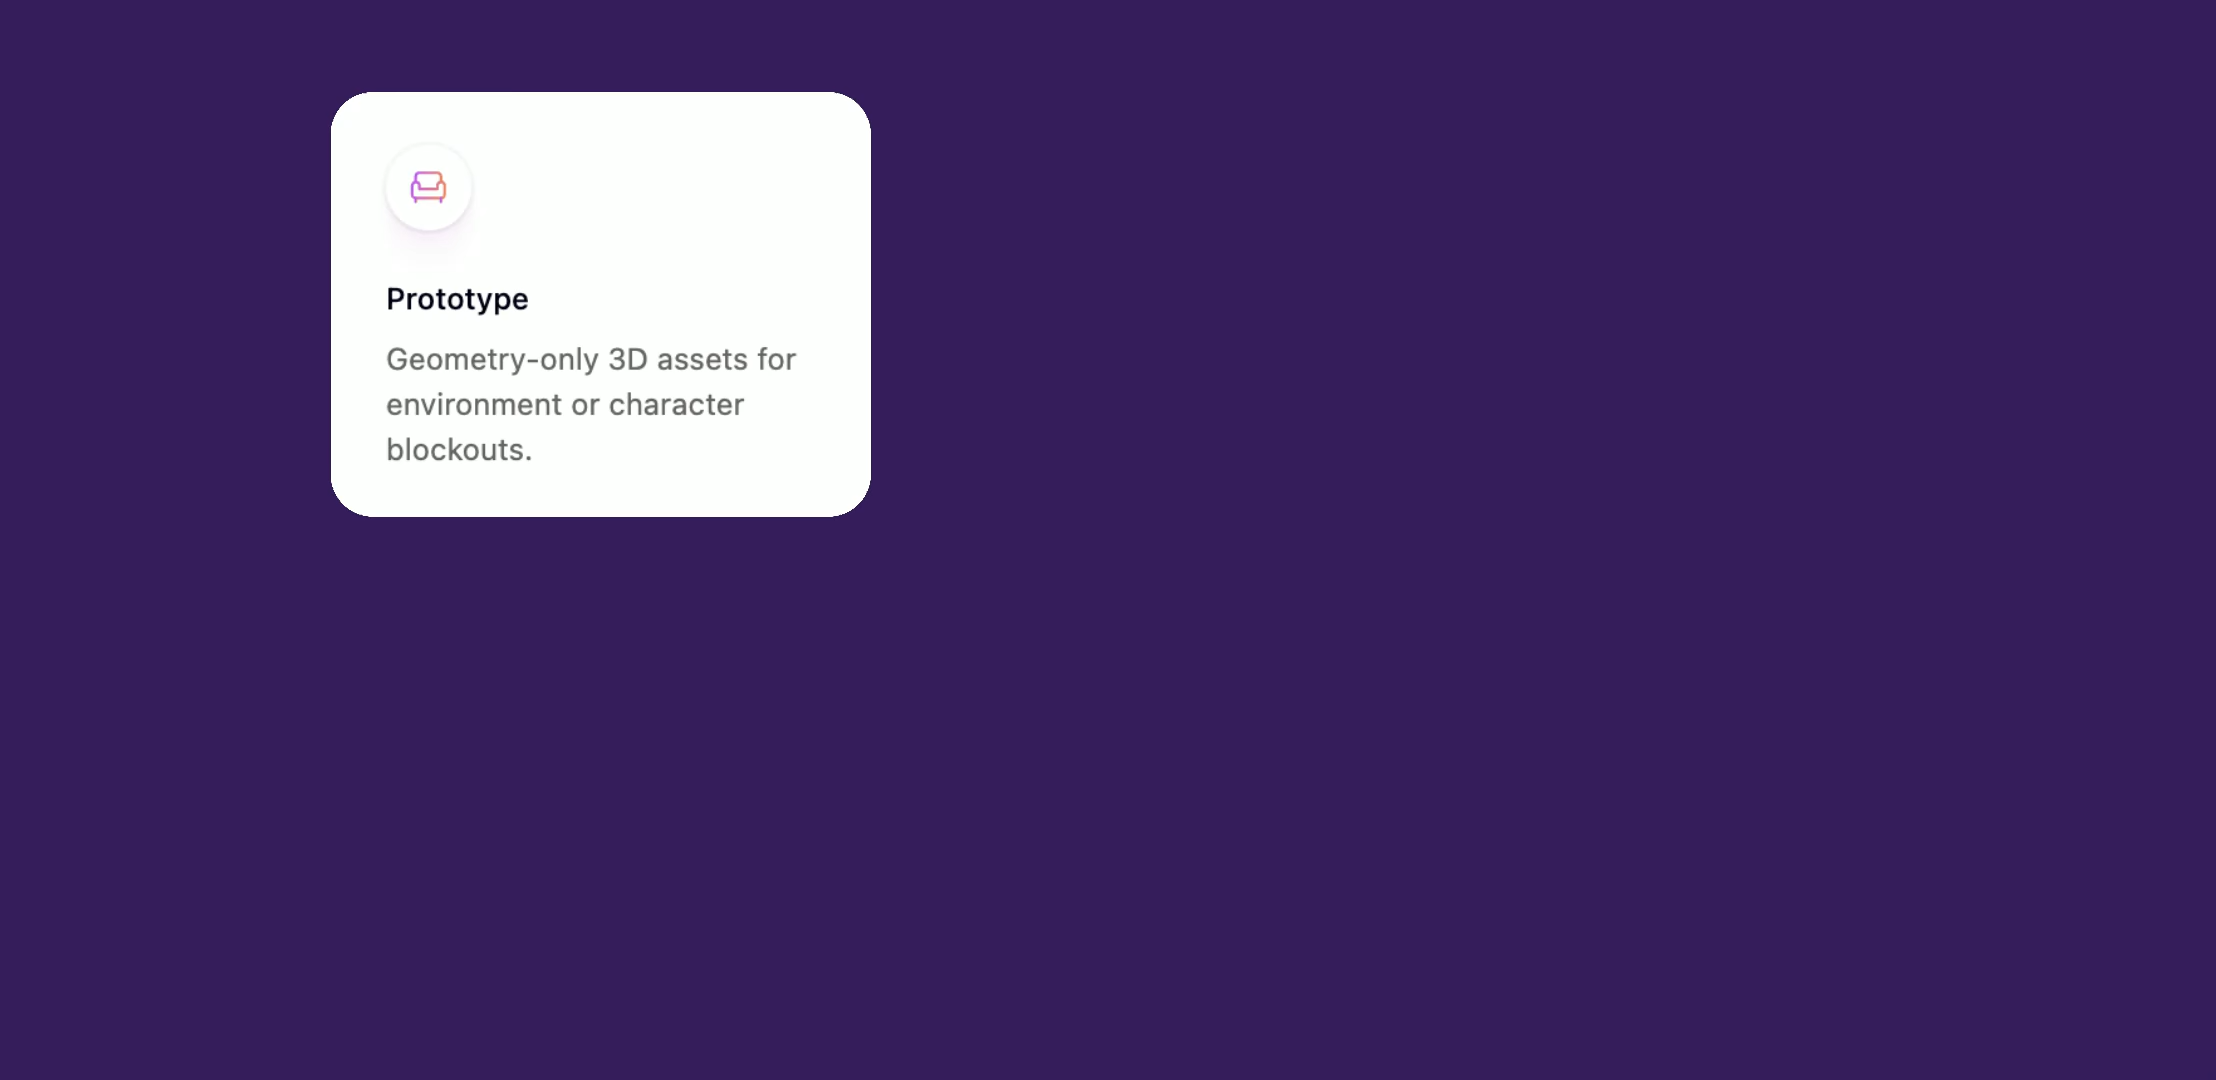 Prototype
Geometry-only 3D assets for
environment or character
blockouts.